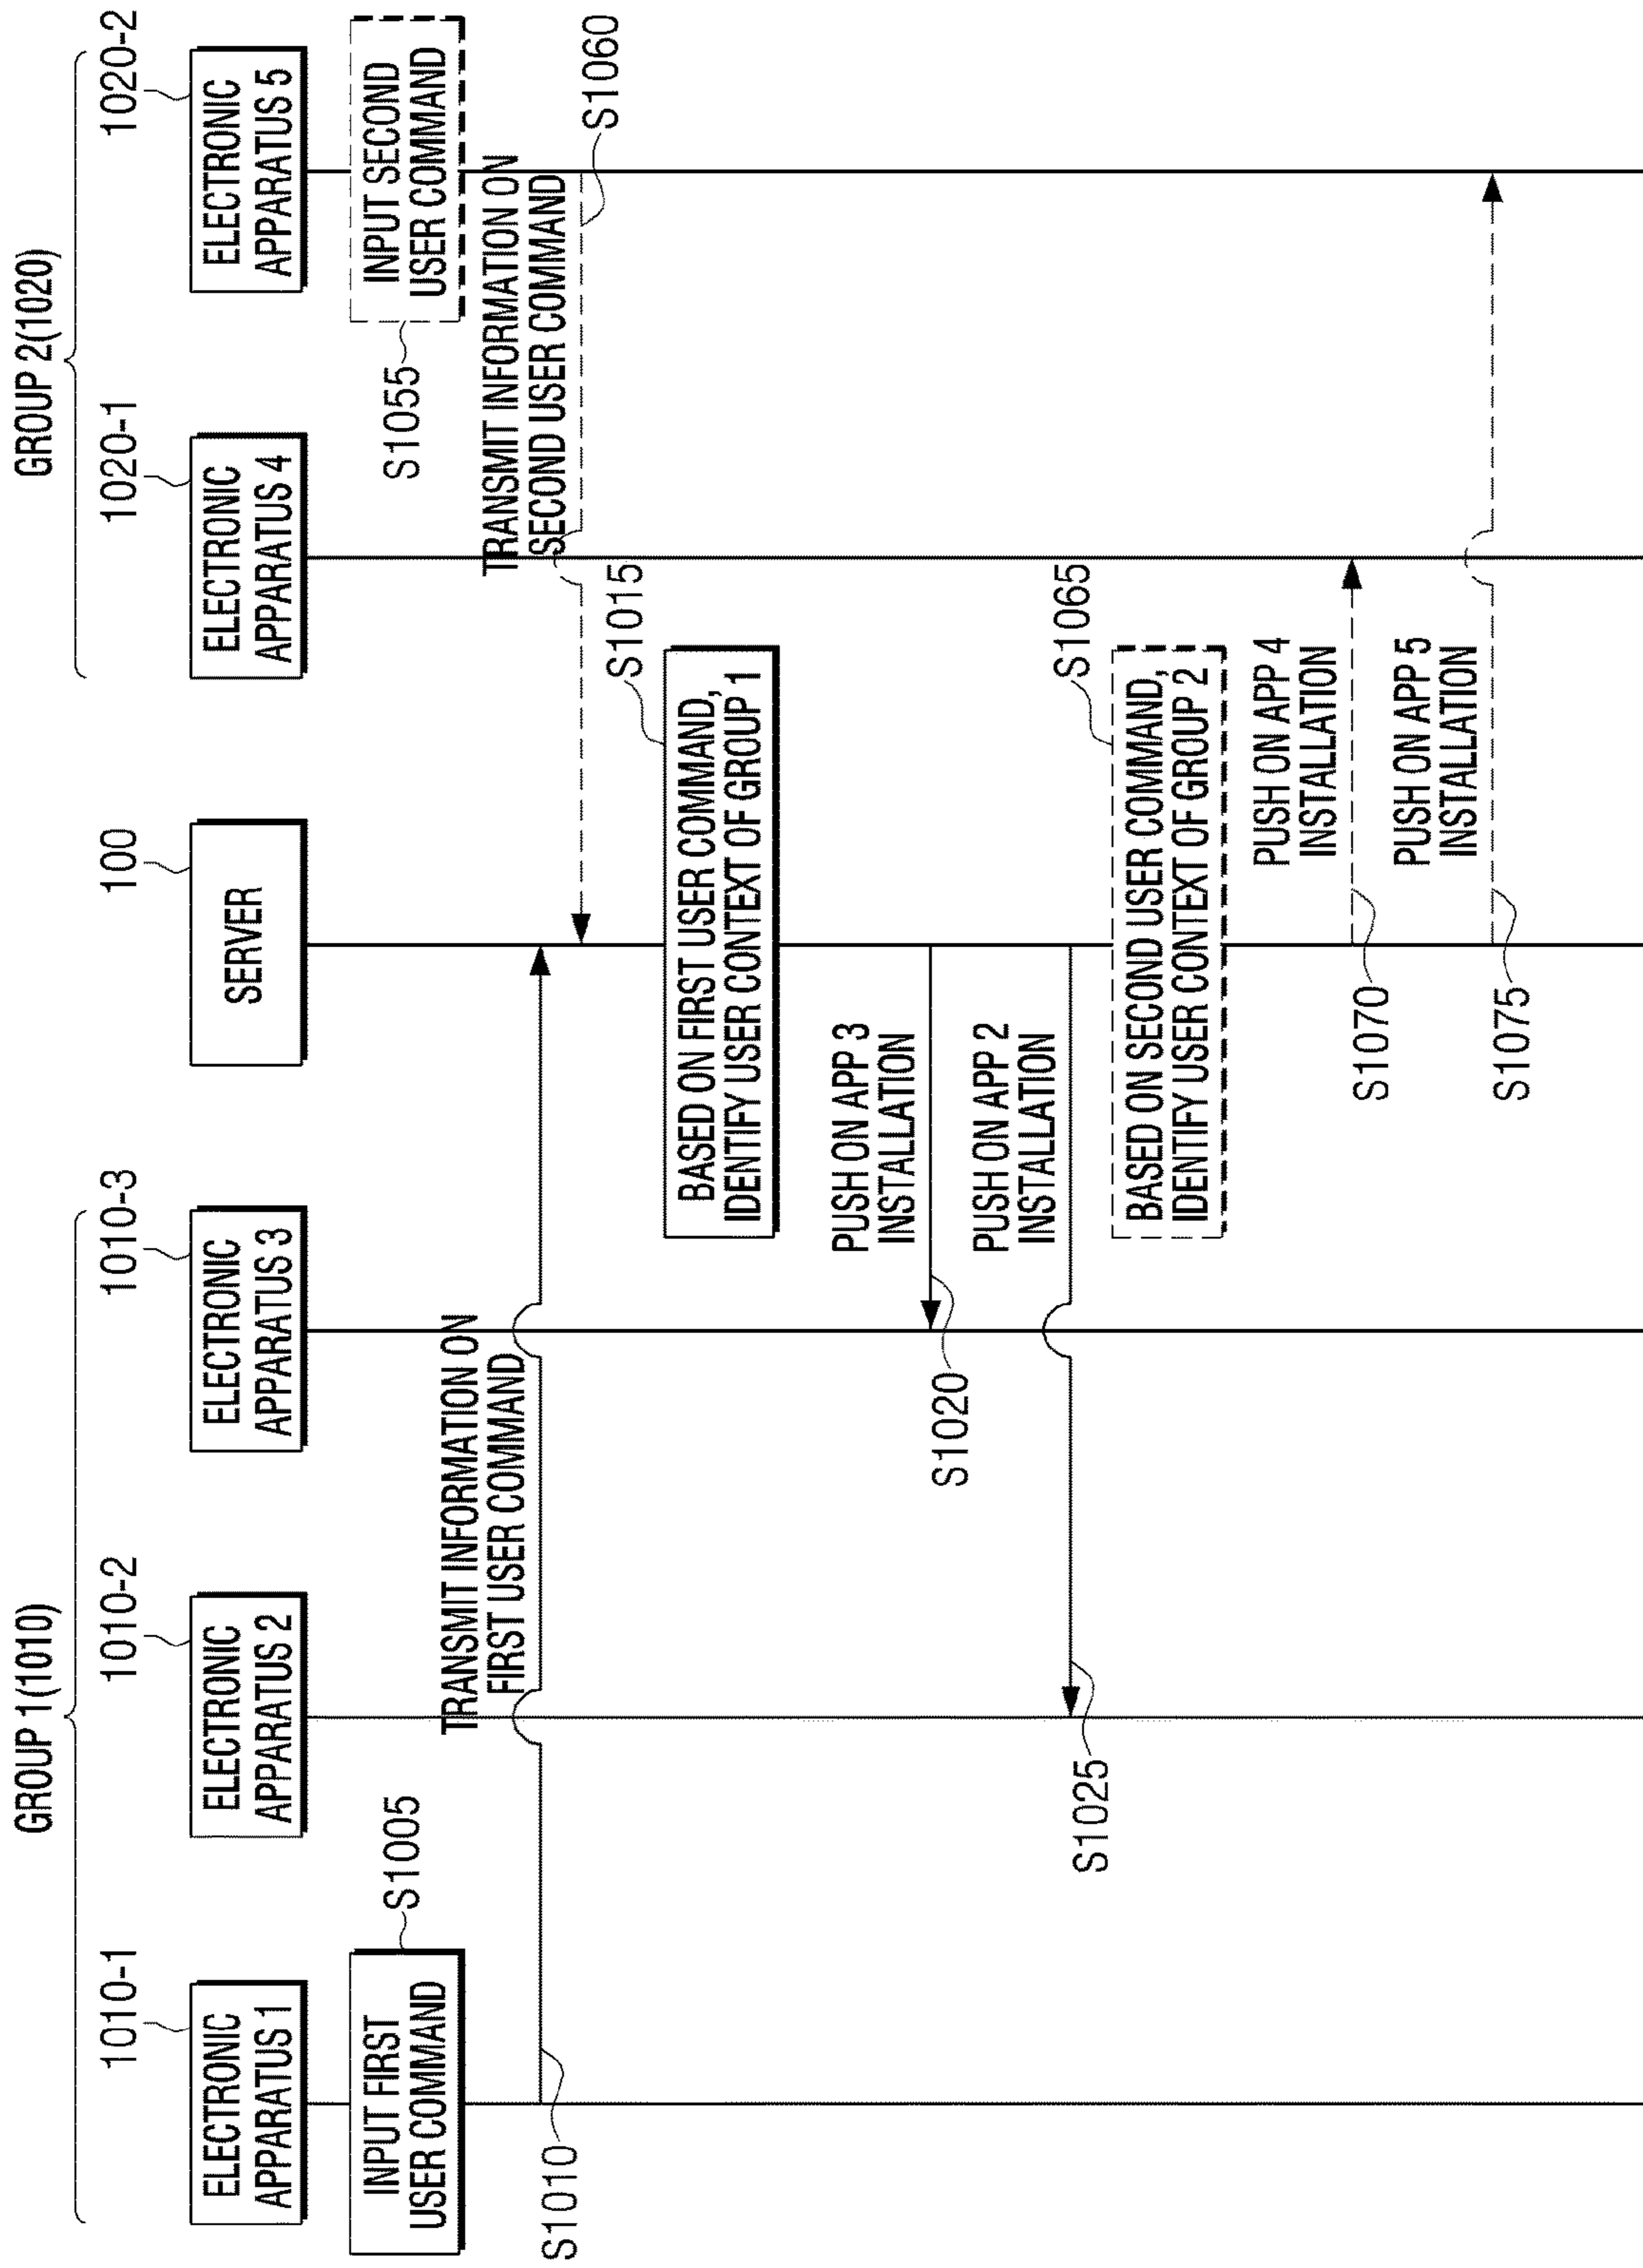 GROUP 1(1010)
GROUP 2(1020)
1010-1
1010-2
1010-3
100
1020-1
1020-2
ELECTRONIC
APPARATUS 1
ELECTRONIC
APPARATUS 2
ELECTRONIC
APPARATUS 3
SERVER
ELECTRONIC
APPARATUS 4
ELECTRONIC
APPARATUS 5
INPUT FIRST
USER COMMAND
S1005
S1055
INPUT SECOND
USER COMMAND
TRANSMIT INFORMATION ON
FIRST USER COMMAND
S1010
TRANSMIT INFORMATION ON
SECOND USER COMMAND
S1060
S1015
BASED ON FIRST USER COMMAND,
IDENTIFY USER CONTEXT OF GROUP 1
PUSH ON APP 3
INSTALLATION
S1020
PUSH ON APP 2
INSTALLATION
S1025
S1065
BASED ON SECOND USER COMMAND,
IDENTIFY USER CONTEXT OF GROUP 2
PUSH ON APP 4
INSTALLATION
S1070
PUSH ON APP 5
INSTALLATION
S1075